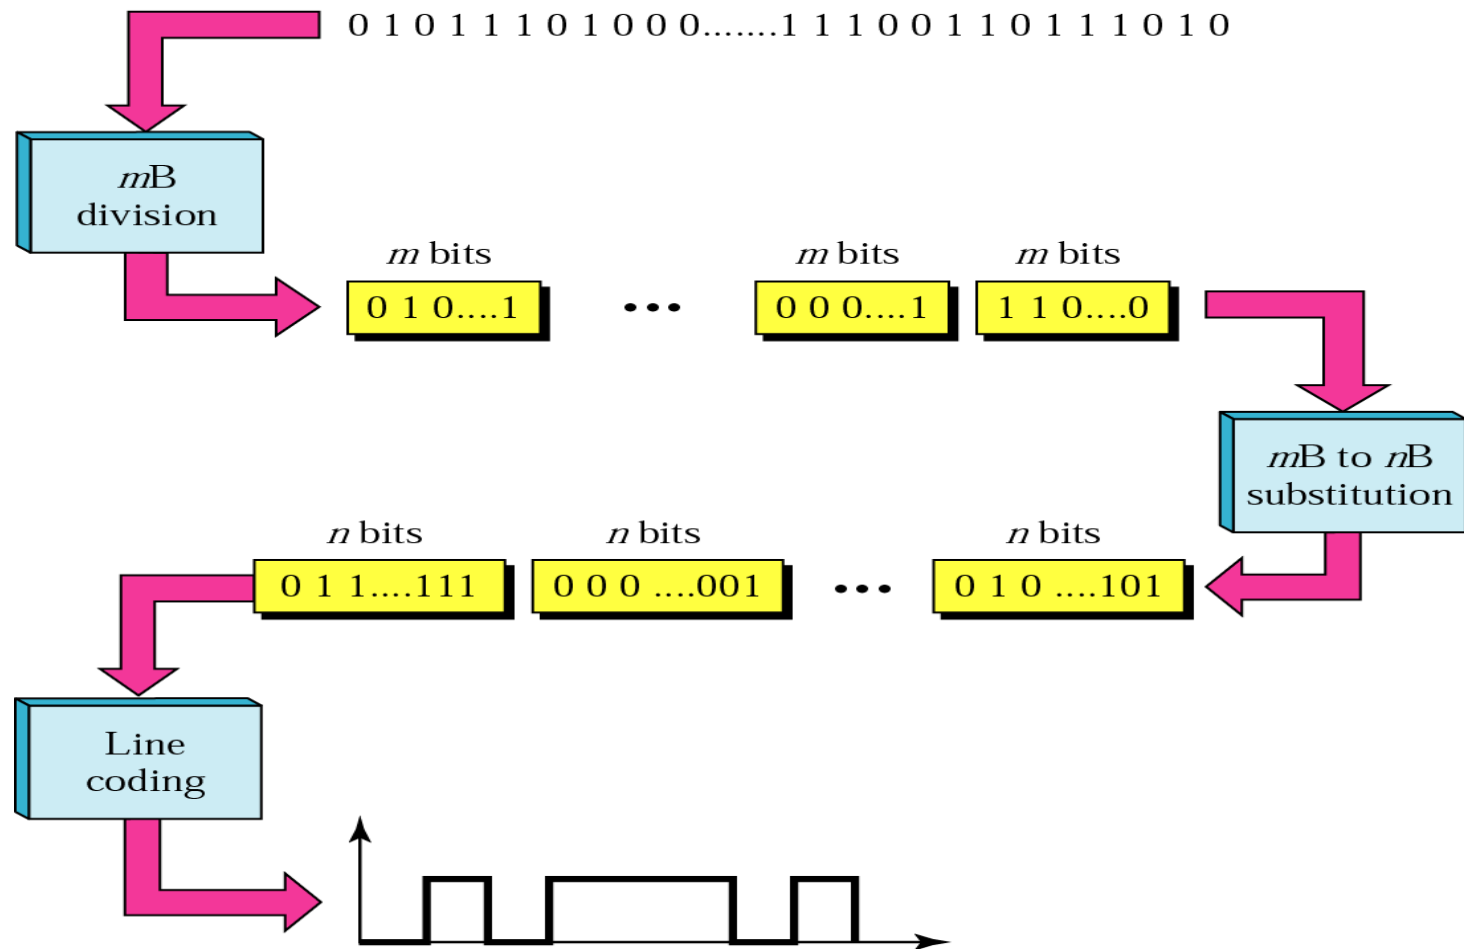 0 1 0 1 1 1 0 1 0 0 0.......1 1 1 0 0 1 1 0 1 1 1 0 1 0
mB
division
m bits m bits m bits
0 1 0....1 ... 0 0 0....1 1 1 0....0
mB to nB
substitution
n bits n bits n bits
0 1 1....111 0 0 0 ....001 ... 0 1 0 ....101
Line
coding